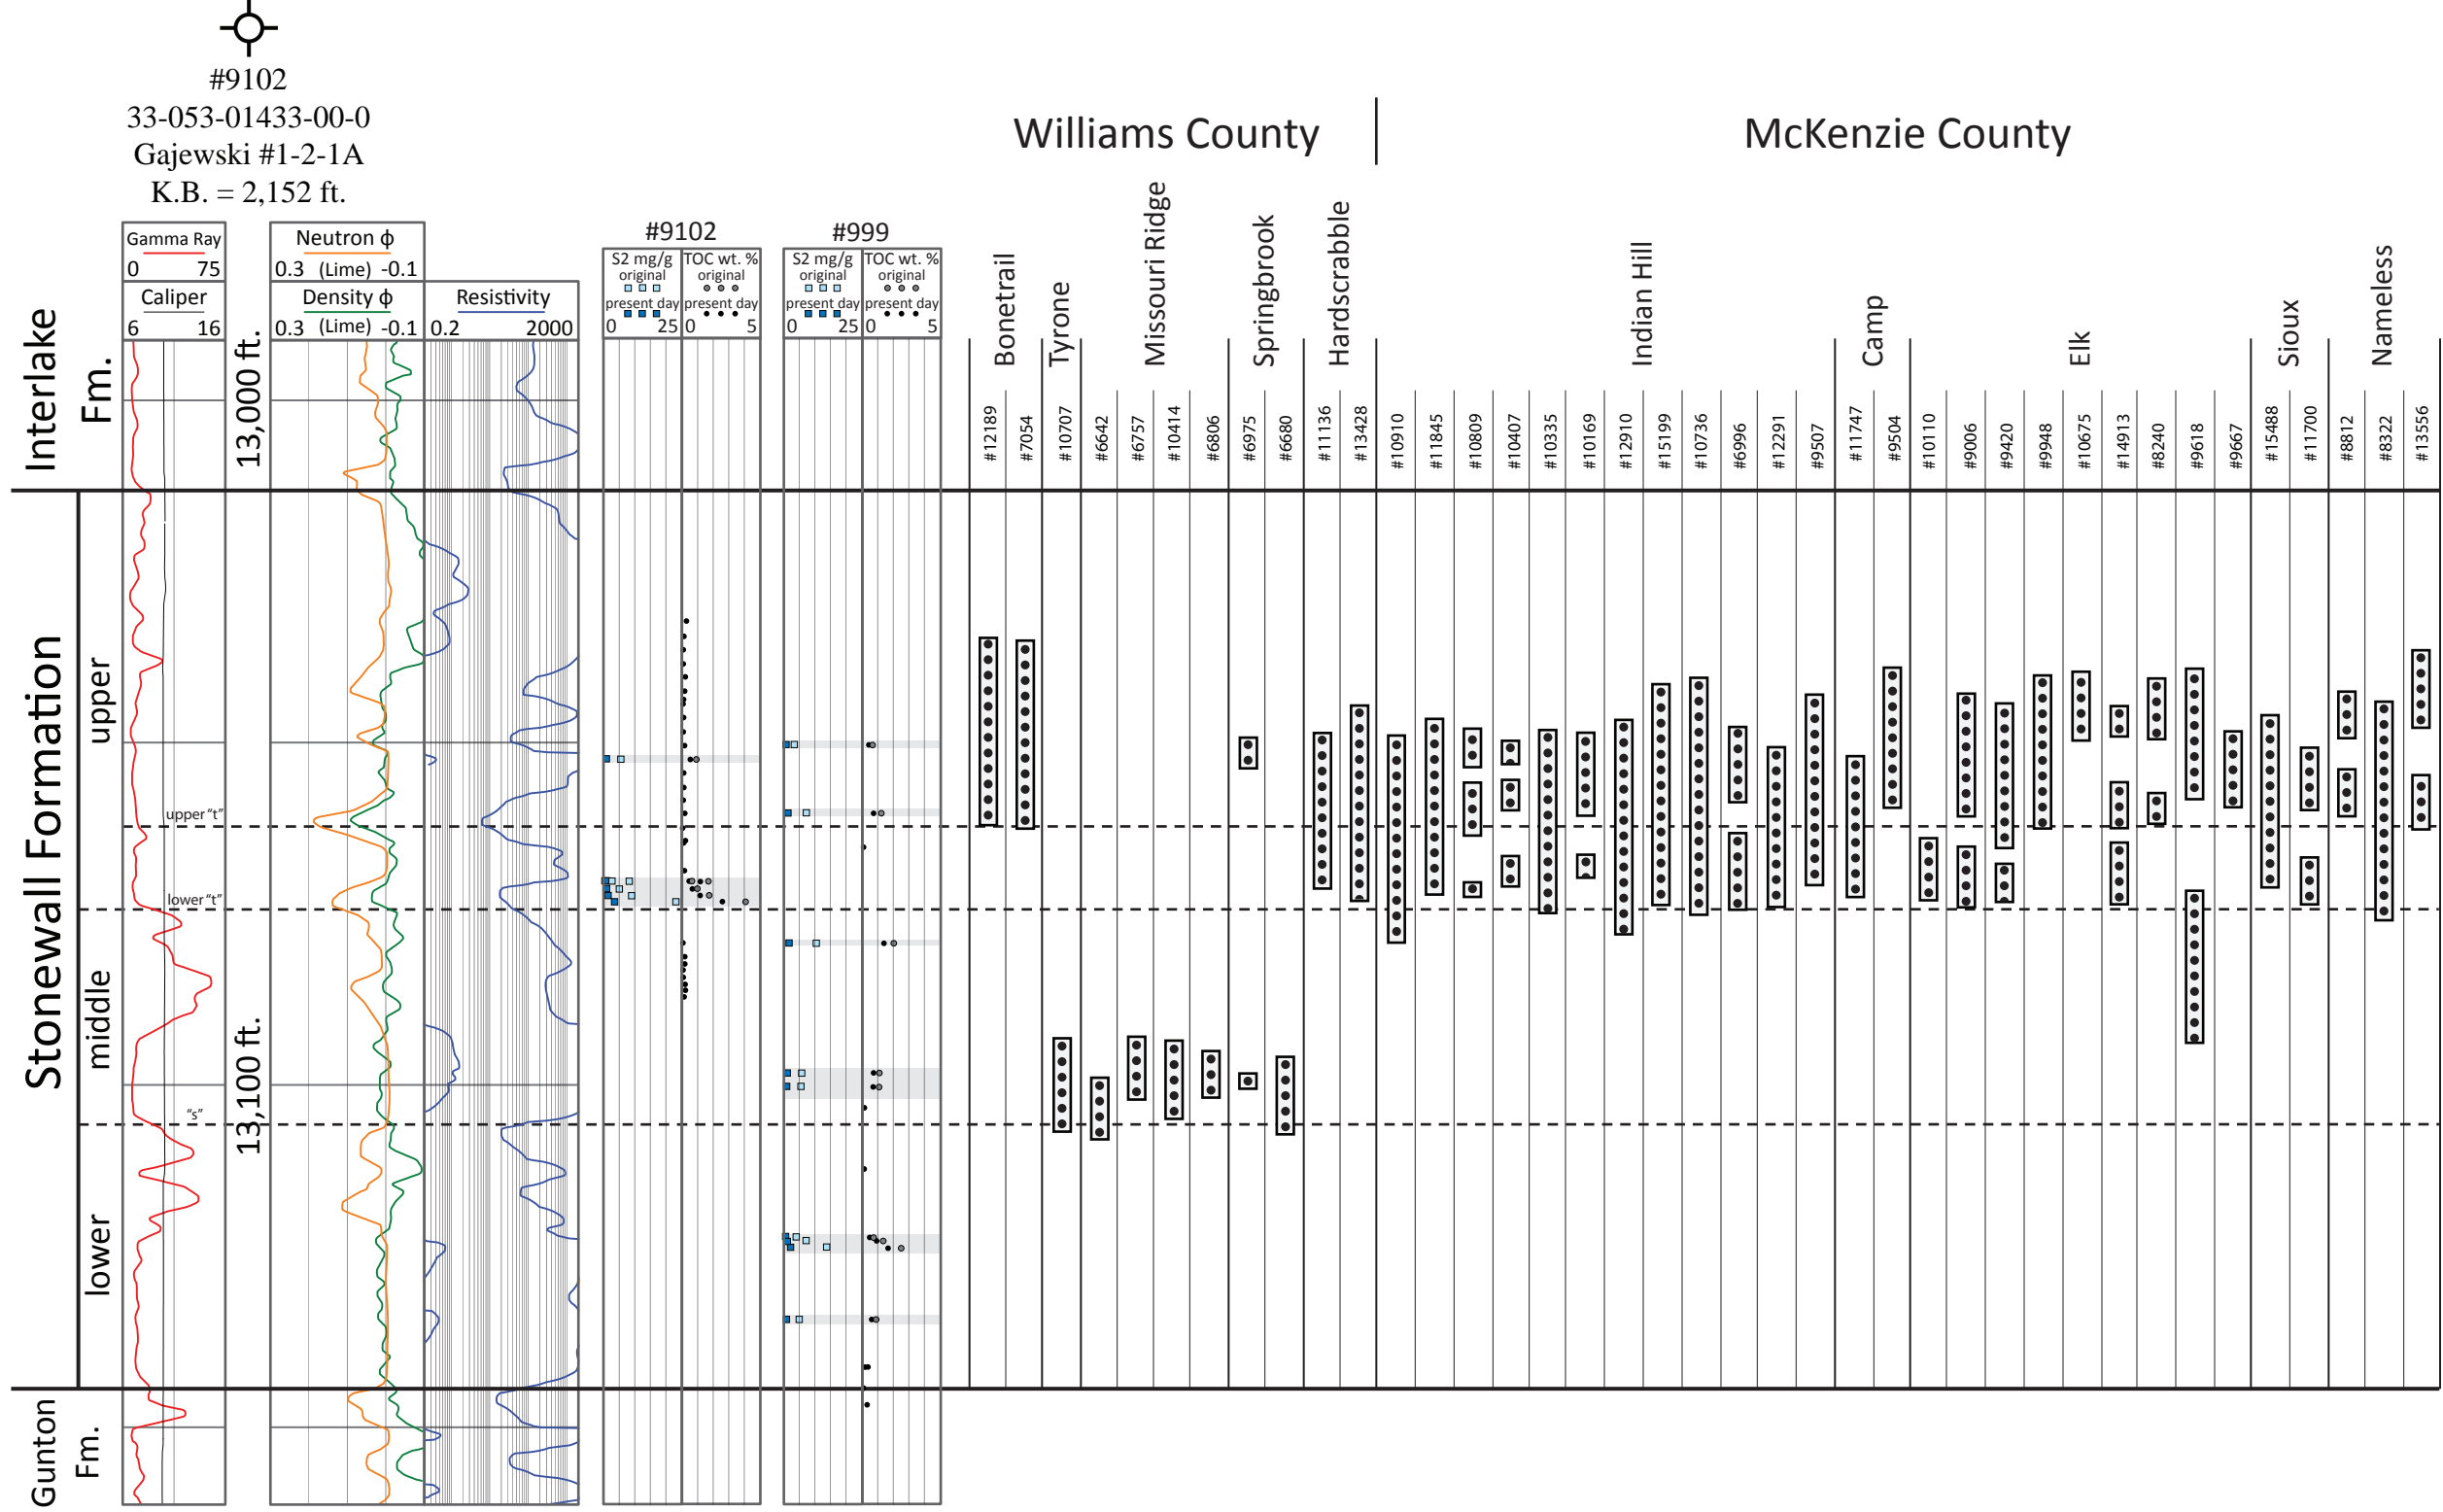 #9102
33-053-01433-00-0
Gajewski #1-2-1A
K.B. = 2,152 ft.
Williams County
McKenzie County
Gamma Ray
0 75
Caliper
6 16
Neutron ϕ
0.3 (Lime) -0.1
Density ϕ
0.3 (Lime) -0.1
Resistivity
0.2 2000
#9102
S2 mg/g
original
present day
0 25
TOC wt. %
original
present day
0 5
#999
S2 mg/g
original
present day
0 25
TOC wt. %
original
present day
0 5
Bonetrail
Tyrone
Missouri Ridge
Springbrook
Hardscrabble
Indian Hill
Camp
Elk
Sioux
Nameless
#12189
#7054
#10707
#6642
#6757
#10414
#6806
#6975
#6680
#11136
#13428
#10910
#11845
#10809
#10407
#10335
#10169
#12910
#15199
#10736
#6996
#12291
#9507
#11747
#9504
#10110
#9006
#9420
#9948
#10675
#14913
#8240
#9618
#9667
#15488
#11700
#8812
#8322
#13556
Interlake
Fm.
13,000 ft.
Stonewall Formation
upper
upper "t"
lower "t"
middle
13,100 ft.
"s"
lower
Gunton
Fm.